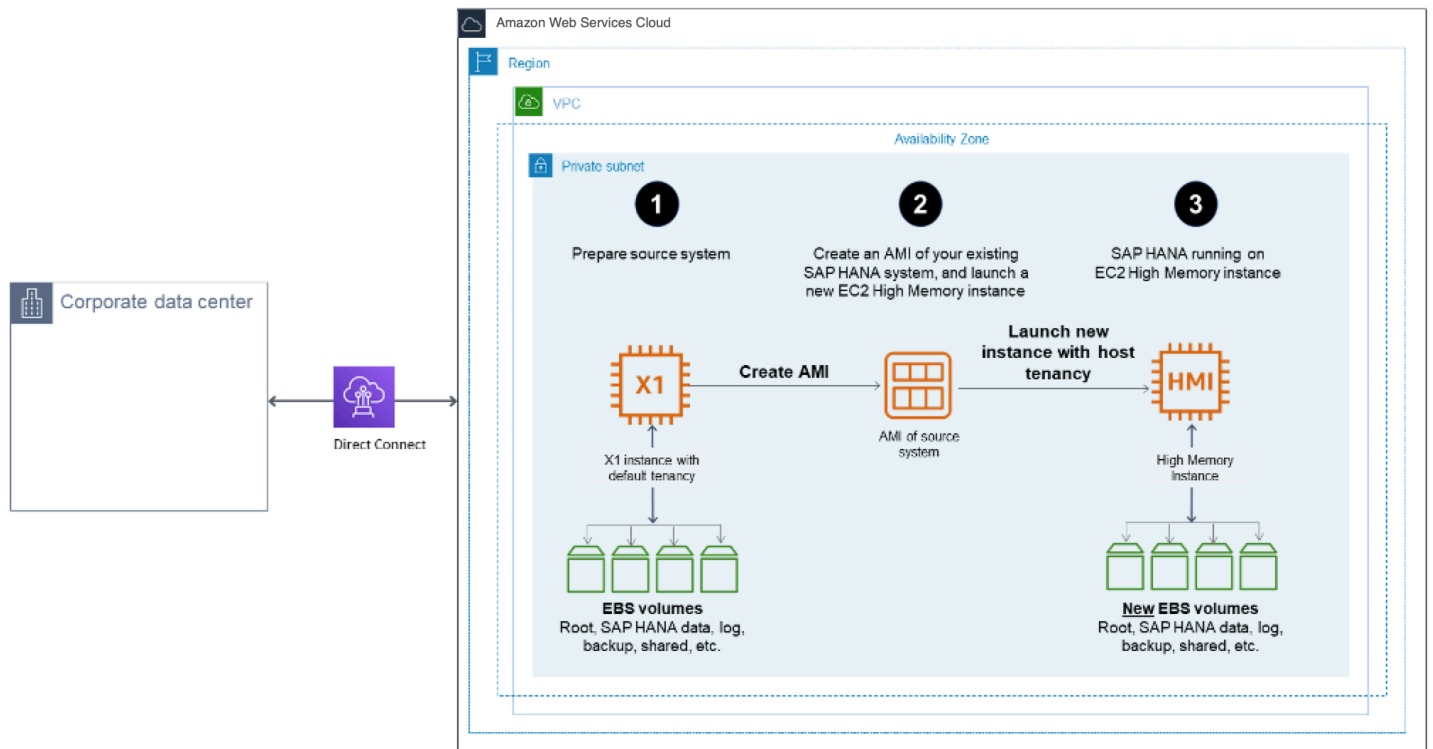 Amazon Web Services Cloud
Region
VPC
Availability Zone
Private subnet
1
Prepare source system
2
Create an AMI of your existing
SAP HANA system, and launch a
new EC2 High Memory instance
3
SAP HANA running on
EC2 High Memory instance
Corporate data center
Direct Connect
X1
Create AMI
AMI of source
system
Launch new
instance with host
tenancy
HMI
X1 instance with
default tenancy
High Memory
Instance
EBS volumes
Root, SAP HANA data, log,
backup, shared, etc.
New EBS volumes
Root, SAP HANA data, log,
backup, shared, etc.